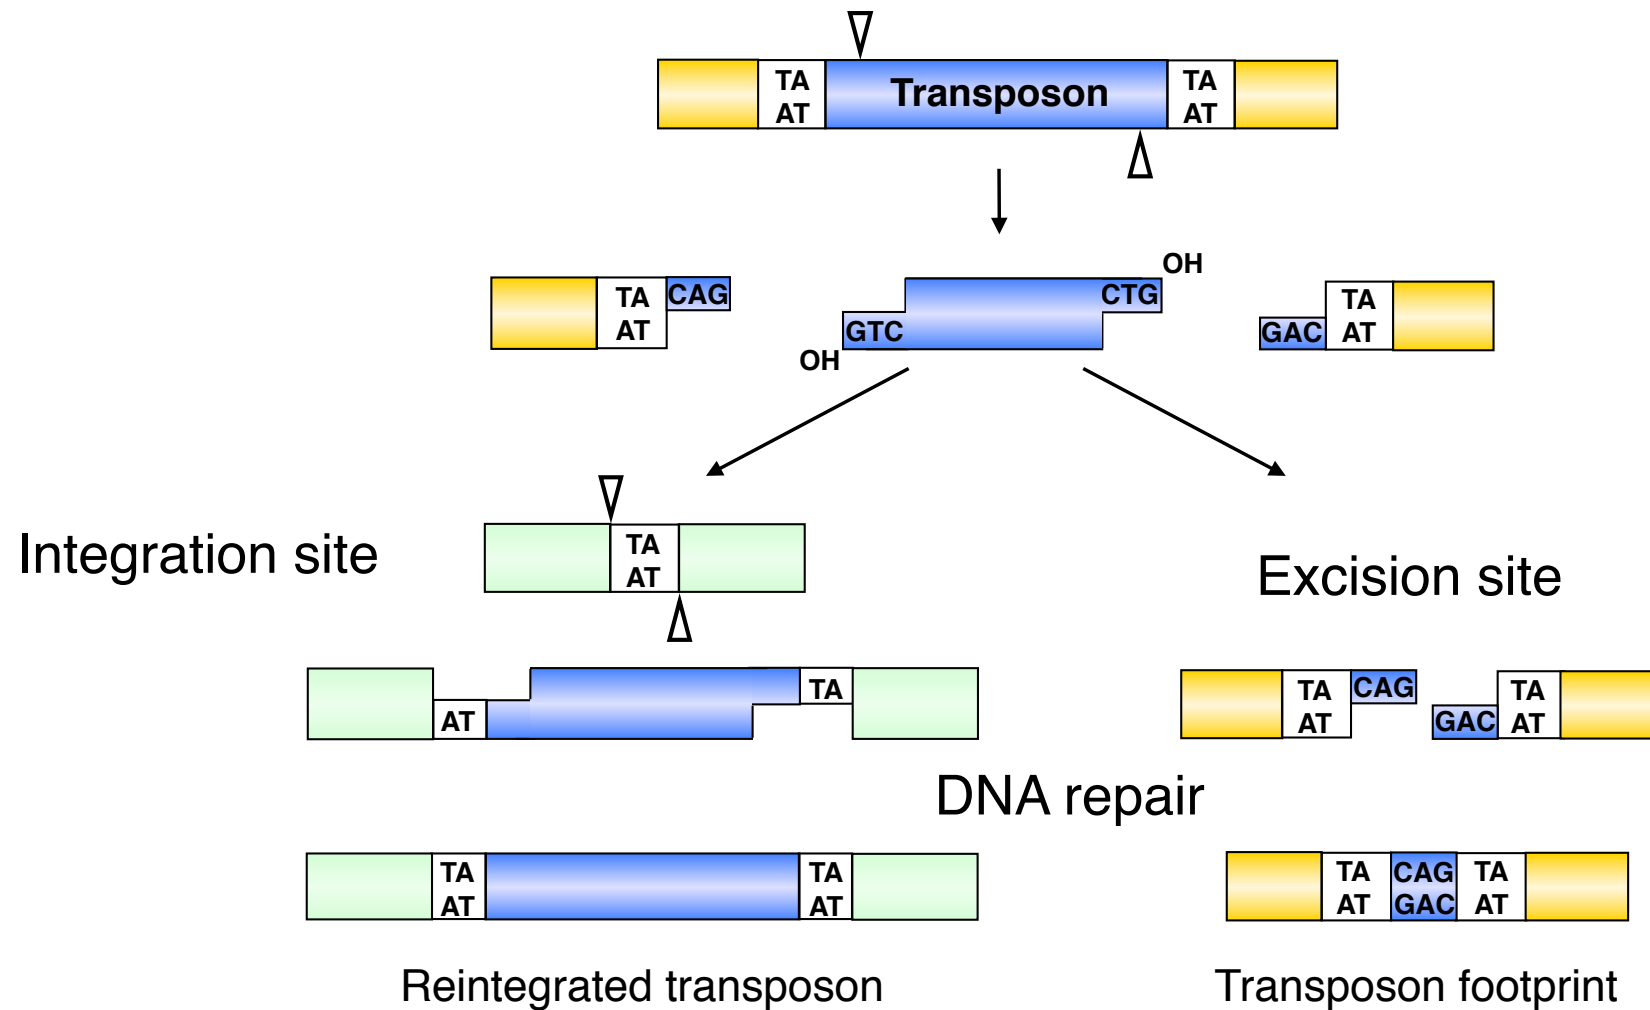 TA TA
Transposon
AT AT
OH
TA CAG CTG TA
AT GTC GAC AT
OH
TA
Integration site
AT
Excision site
TA TA CAG TA
AT AT GAC AT
DNA repair
TA TA TA CAG TA
AT AT AT GAC AT
Reintegrated transposon Transposon footprint